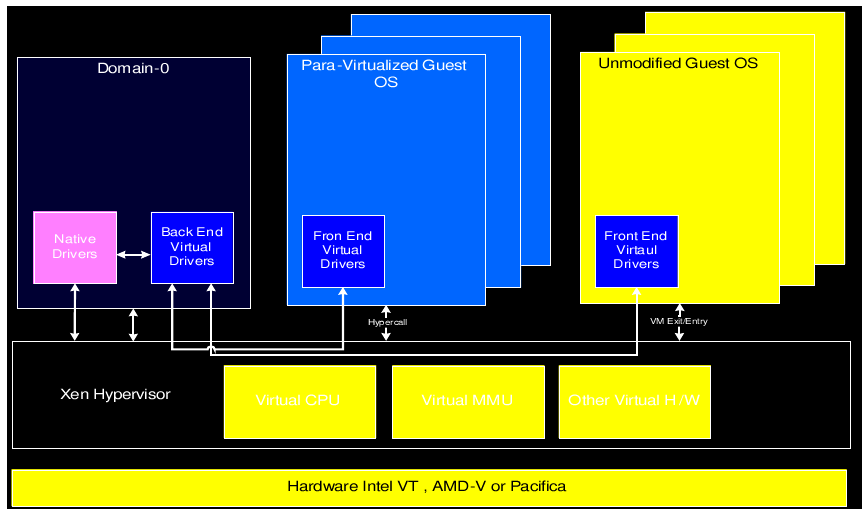 Domain-0
Para-Virtualized Guest
OS
Unmodified Guest OS
Native
Drivers
Back End
Virtual
Drivers
Fron End
Virtual
Drivers
Front End
Virtaul
Drivers
Hypercall
VM Exit/Entry
Xen Hypervisor
Virtual CPU
Virtual MMU
Other Virtual H/W
Hardware Intel VT , AMD-V or Pacifica